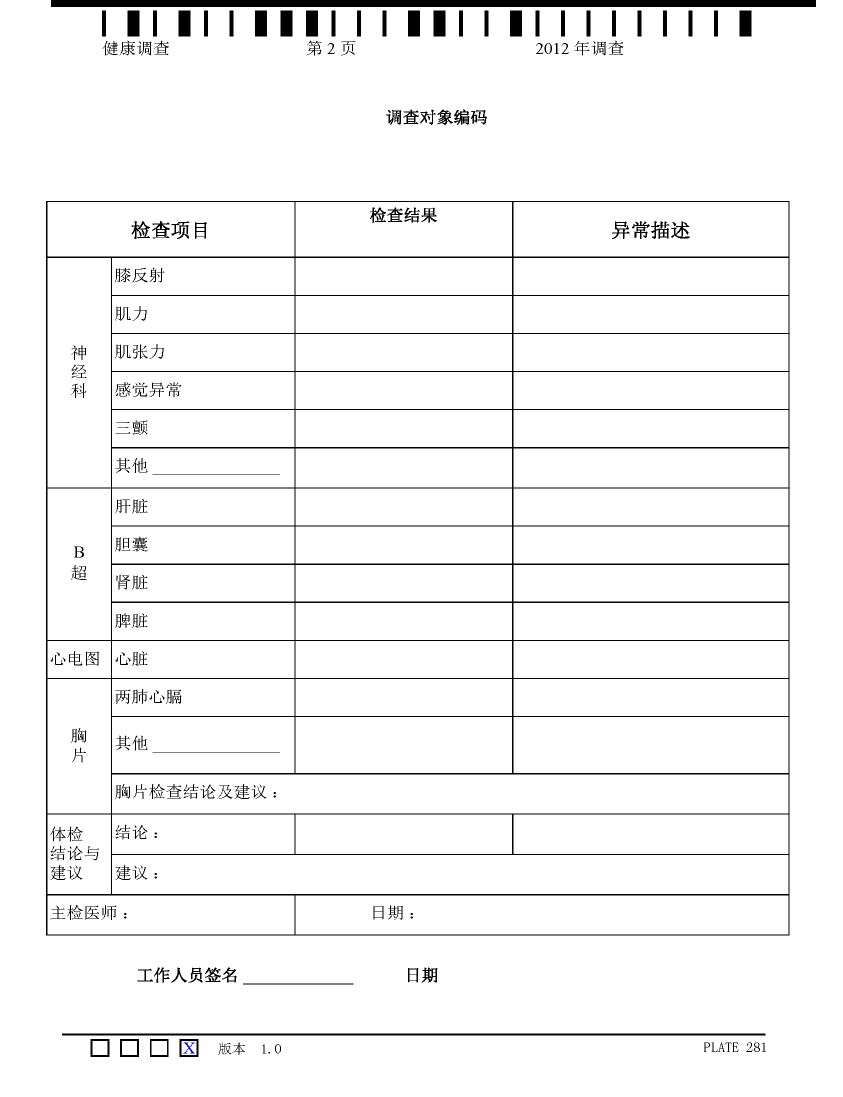 健康调查 第 2 页 2012 年调查
调查对象编码
检查项目 检查结果 异常描述
神经科 膝反射
肌力
肌张力
感觉异常
三颤
其他 _______________
B超 肝脏
胆囊
肾脏
脾脏
心电图 心脏
胸片 两肺心膈
其他 _______________
胸片检查结论及建议：
体检
结论与
建议
结论：
建议：
主检医师： 日期：
工作人员签名 _____________ 日期
X 版本 1.0 PLATE 281